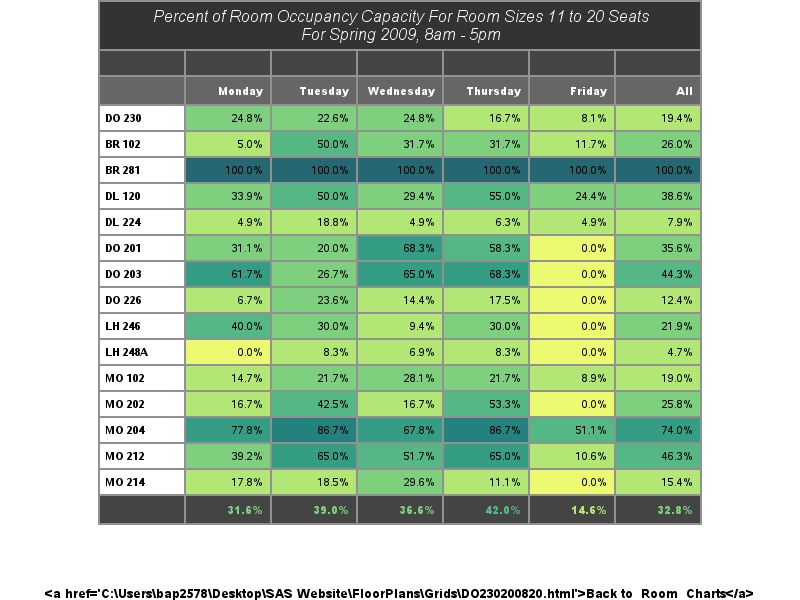 Percent of Room Occupancy Capacity For Room Sizes 11 to 20 Seats
For Spring 2009, 8am - 5pm
Monday Tuesday Wednesday Thursday Friday All
DO 230 24.8% 22.6% 24.8% 16.7% 8.1% 19.4%
BR 102 5.0% 50.0% 31.7% 31.7% 11.7% 26.0%
BR 281 100.0% 100.0% 100.0% 100.0% 100.0% 100.0%
DL 120 33.9% 50.0% 29.4% 55.0% 24.4% 38.6%
DL 224 4.9% 18.8% 4.9% 6.3% 4.9% 7.9%
DO 201 31.1% 20.0% 68.3% 58.3% 0.0% 35.6%
DO 203 61.7% 26.7% 65.0% 68.3% 0.0% 44.3%
DO 226 6.7% 23.6% 14.4% 17.5% 0.0% 12.4%
LH 246 40.0% 30.0% 9.4% 30.0% 0.0% 21.9%
LH 248A 0.0% 8.3% 6.9% 8.3% 0.0% 4.7%
MO 102 14.7% 21.7% 28.1% 21.7% 8.9% 19.0%
MO 202 16.7% 42.5% 16.7% 53.3% 0.0% 25.8%
MO 204 77.8% 86.7% 67.8% 86.7% 51.1% 74.0%
MO 212 39.2% 65.0% 51.7% 65.0% 10.6% 46.3%
MO 214 17.8% 18.5% 29.6% 11.1% 0.0% 15.4%
31.6% 39.0% 36.6% 42.0% 14.6% 32.8%
<a href='C:\Users\bap2578\Desktop\SAS Website\FloorPlans\Grids\DO230200820.html'>Back to Room Charts</a>